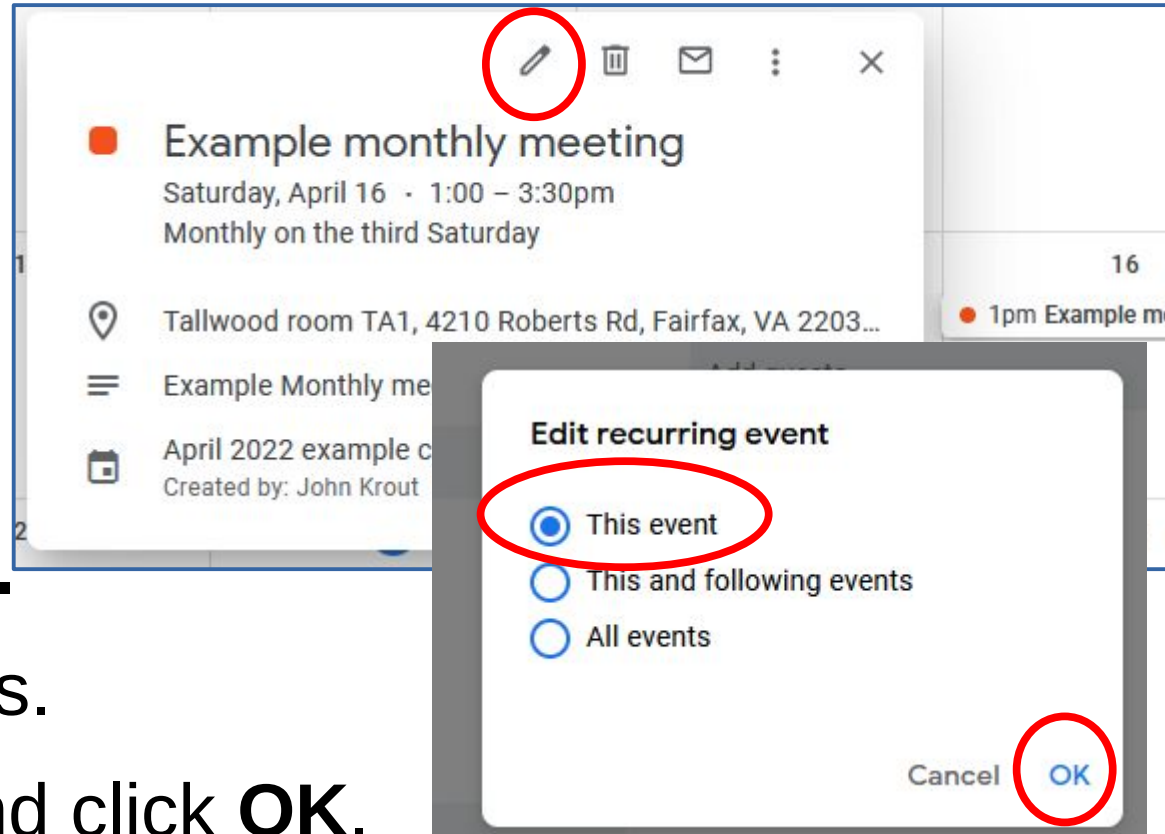 Example monthly meeting
Saturday, April 16 · 1:00 – 3:30pm
Monthly on the third Saturday
16
Tallwood room TA1, 4210 Roberts Rd, Fairfax, VA 2203...
1pm Example m
Example Monthly me
April 2022 example c
Created by: John Krout
Edit recurring event
This event
This and following events
All events
Cancel OK
s.
nd click OK.